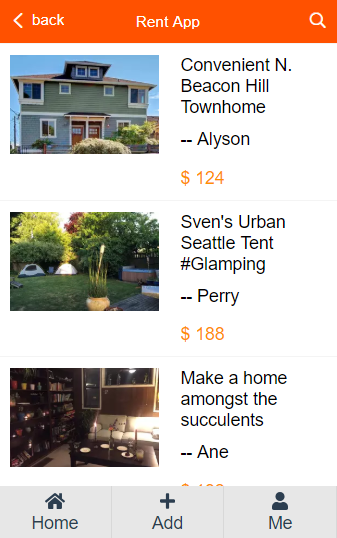 back
Rent App
Convenient N.
Beacon Hill
Townhome
-- Alyson
$ 124
Sven's Urban
Seattle Tent
#Glamping
-- Perry
$ 188
Make a home
amongst the
succulents
-- Ane
Home
Add
Me